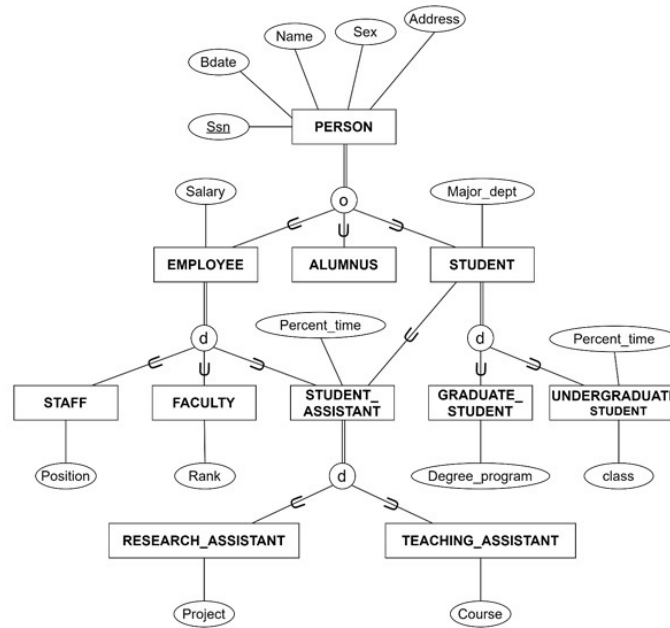 Address
Sex
Name
Bdate
Ssn
PERSON
o
Salary
Major_dept
EMPLOYEE
ALUMNUS
STUDENT
d
d
Percent_time
Percent_time
STAFF
FACULTY
STUDENT_
ASSISTANT
GRADUATE_
STUDENT
UNDERGRADUATE
STUDENT
Position
Rank
d
Degree_program
class
RESEARCH_ASSISTANT
TEACHING_ASSISTANT
Project
Course